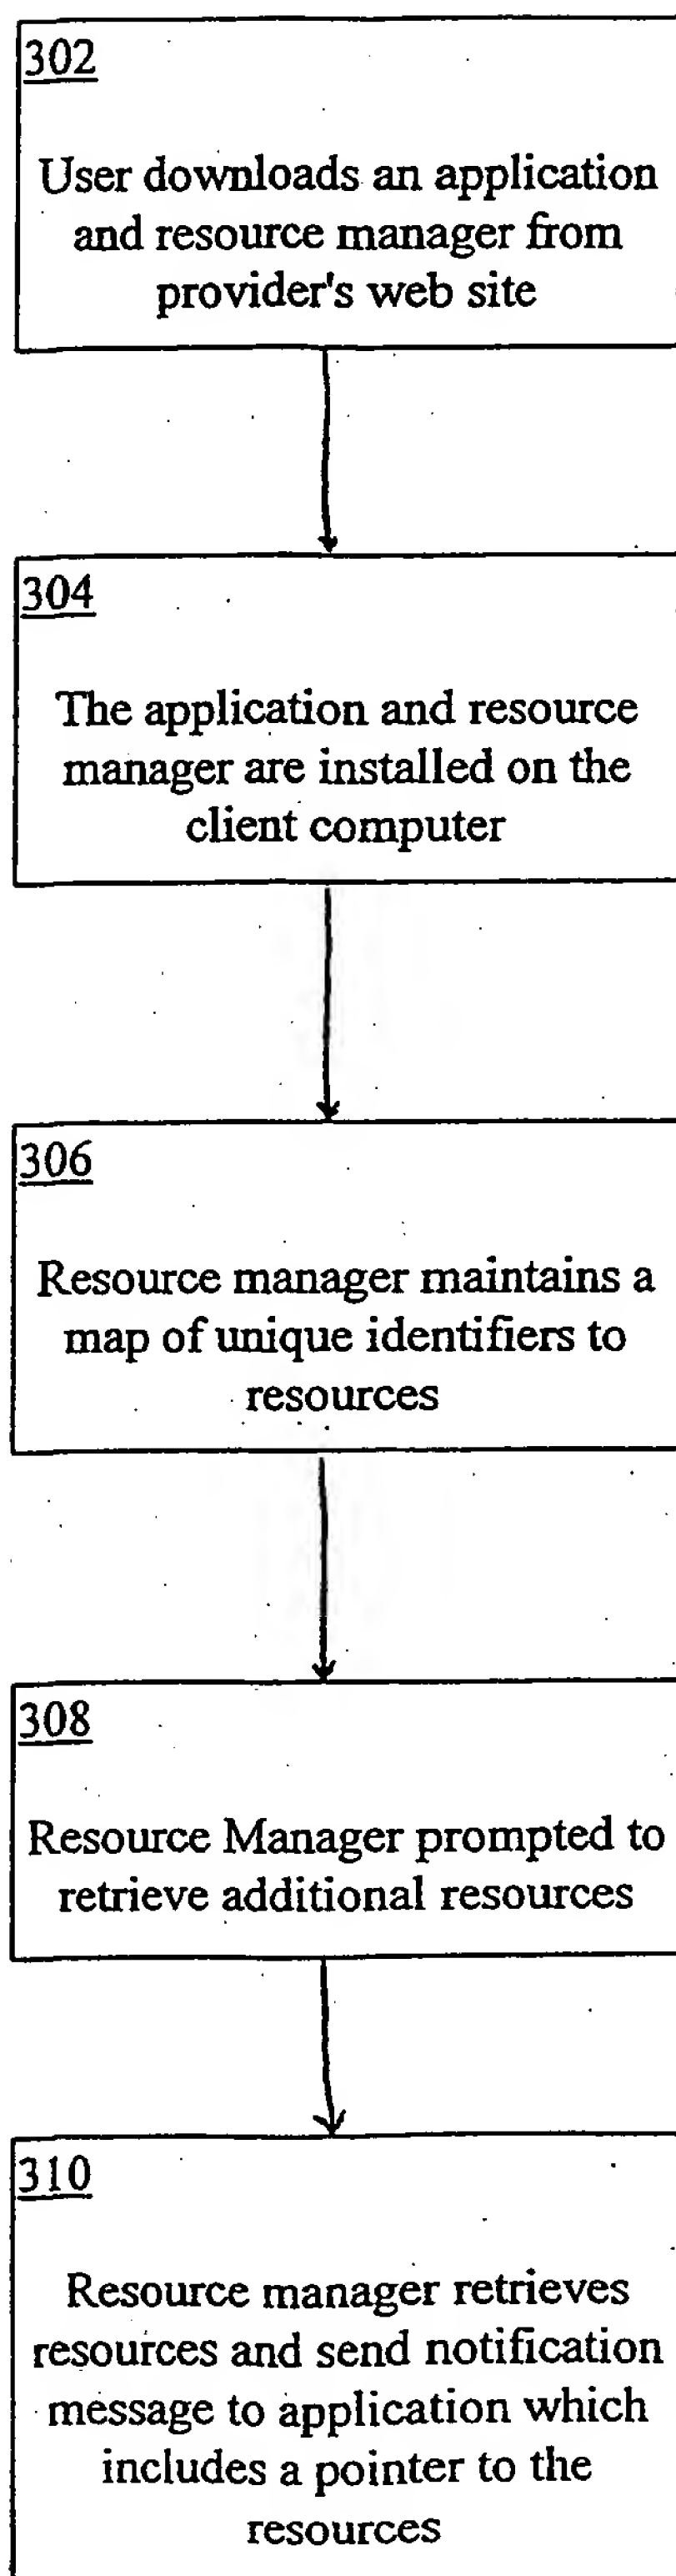 302
User downloads an application
and resource manager from
provider's web site
304
The application and resource
manager are installed on the
client computer
306
Resource manager maintains a
map of unique identifiers to
resources
308
Resource Manager prompted to
retrieve additional resources
310
Resource manager retrieves
resources and send notification
message to application which
includes a pointer to the
resources